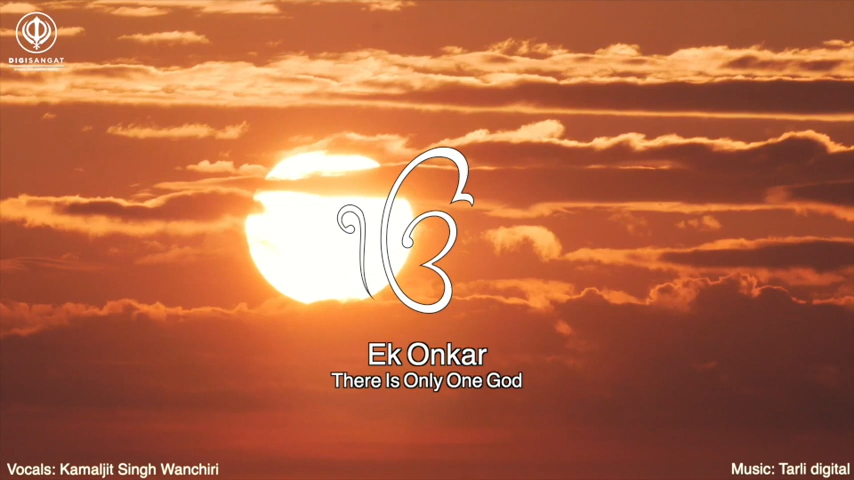 DIGISANGAT
ੴ
Ek Onkar
There Is Only One God
Vocals: Kamaljit Singh Wanchiri
Music: Tarli digital